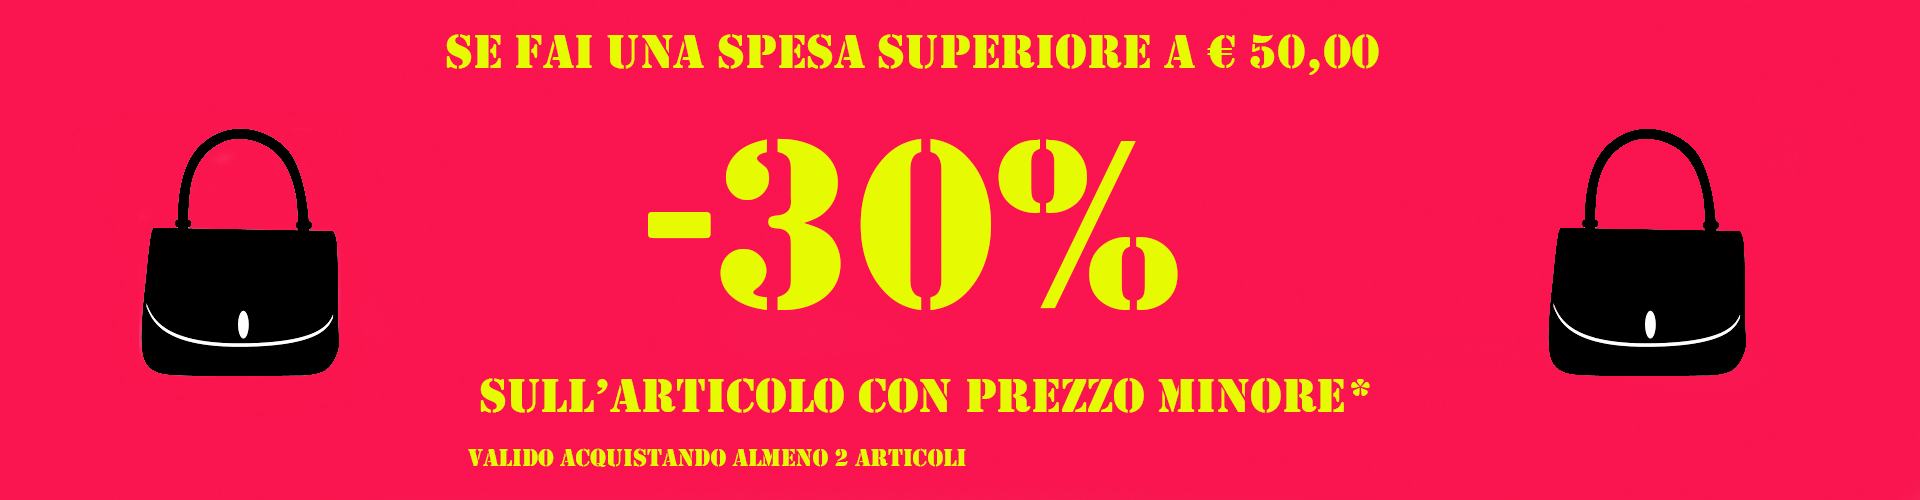 SE FAI UNA SPESA SUPERIORE A € 50,00
-30%
SULL’ARTICOLO CON PREZZO MINORE*
VALIDO ACQUISTANDO ALMENO 2 ARTICOLI